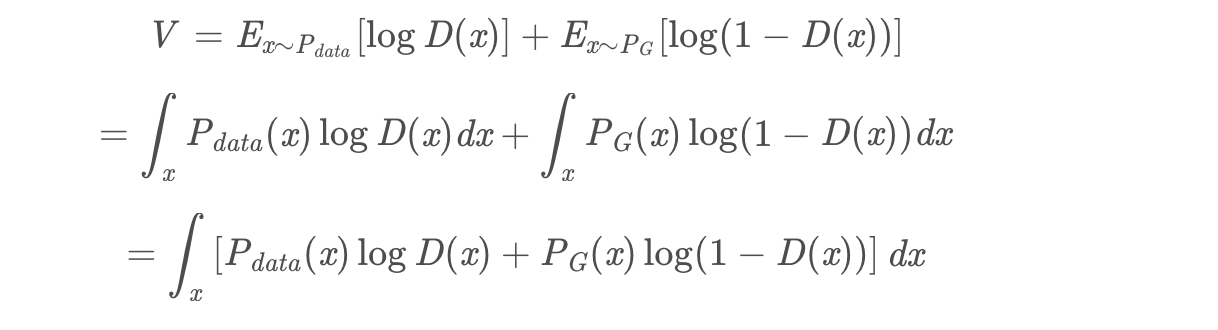 V = E_{x∼P_{data}}[log D(x)] + E_{x∼P_G}[log(1 − D(x))]
= ∫_x P_{data}(x) log D(x)dx + ∫_x P_G(x) log(1 − D(x))dx
= ∫_x [P_{data}(x) log D(x) + P_G(x) log(1 − D(x))] dx